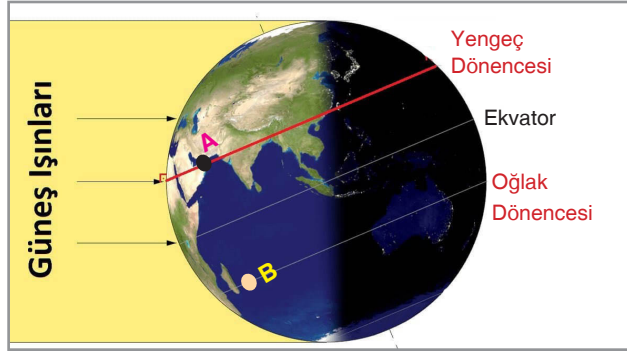 Güneş Işınları
A
B
Yengeç
Dönencesi
Ekvator
Oğlak
Dönencesi